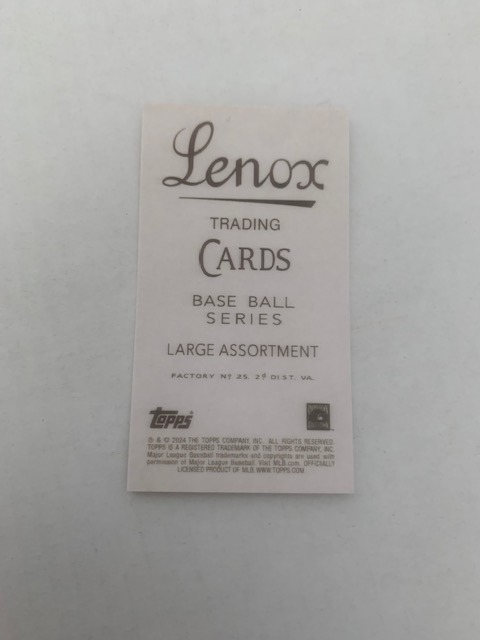 Lenox
TRADING
CARDS
BASE BALL
SERIES
LARGE ASSORTMENT
FACTORY Nº 25. 2d DIST. VA.
topps
® & © 2024 THE TOPPS COMPANY, INC. ALL RIGHTS RESERVED.
TOPPS IS A REGISTERED TRADEMARK OF THE TOPPS COMPANY, INC.
Major League Baseball trademarks and copyrights are used with
permission of Major League Baseball. Visit MLB.com. OFFICIALLY
LICENSED PRODUCT OF MLB. WWW.TOPPS.COM